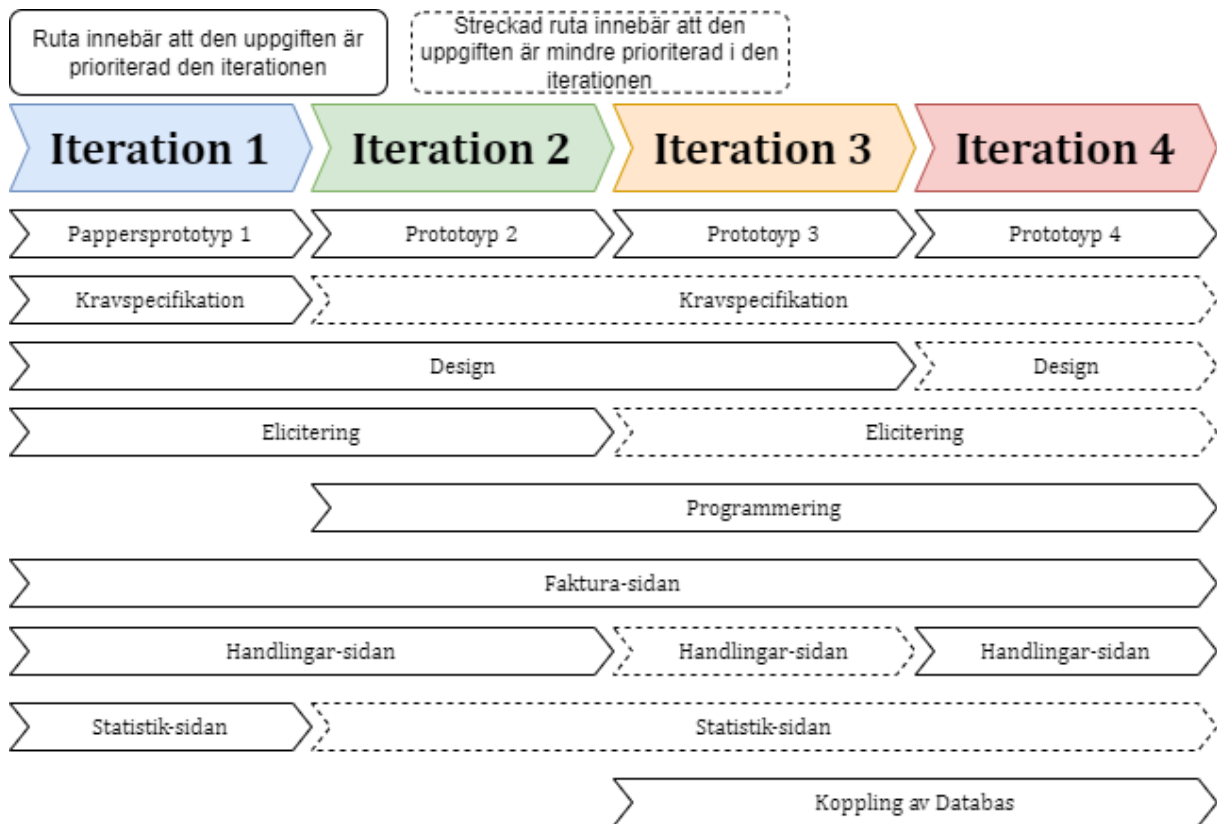 Ruta innebär att den uppgiften är
prioriterad den iterationen
Streckad ruta innebär att den
uppgiften är mindre prioriterad i den
iterationen
Iteration 1
Iteration 2
Iteration 3
Iteration 4
Pappersprototyp 1
Prototoyp 2
Prototoyp 3
Prototoyp 4
Kravspecifikation
Kravspecifikation
Design
Design
Elicitering
Elicitering
Programmering
Faktura-sidan
Handlingar-sidan
Handlingar-sidan
Handlingar-sidan
Statistik-sidan
Statistik-sidan
Koppling av Databas